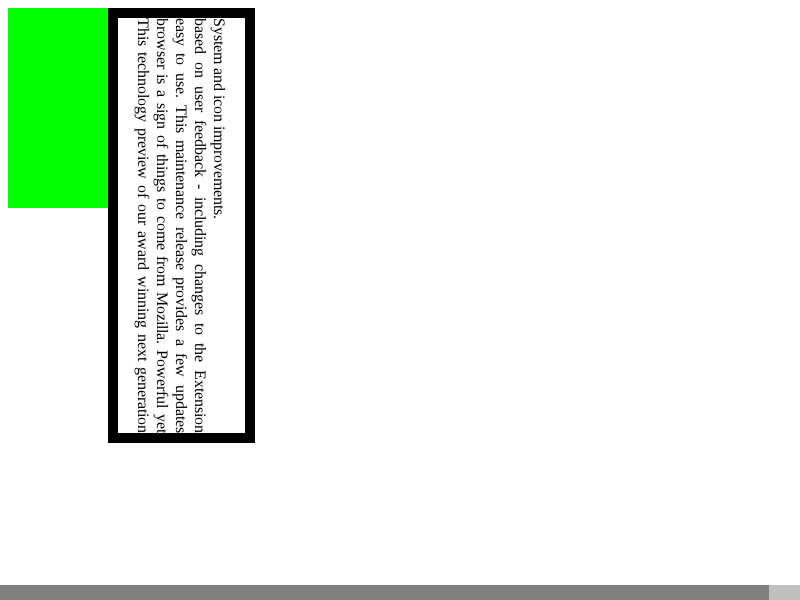 This technology preview of our award winning next generation
browser is a sign of things to come from Mozilla. Powerful yet
easy to use. This maintenance release provides a few updates
based on user feedback - including changes to the Extension
System and icon improvements.